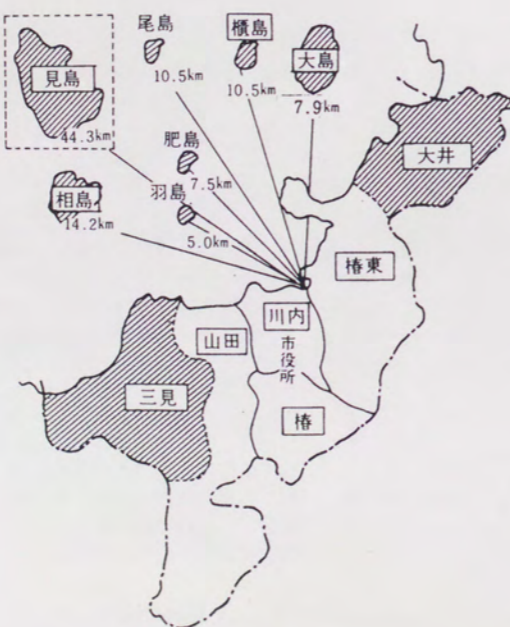 尾島
櫃島
大島
見島
10.5km
10.5km
7.9km
44.3km
肥島
大井
羽島
7.5km
相島
14.2km
5.0km
椿東
川内
山田
市役所
三見
椿